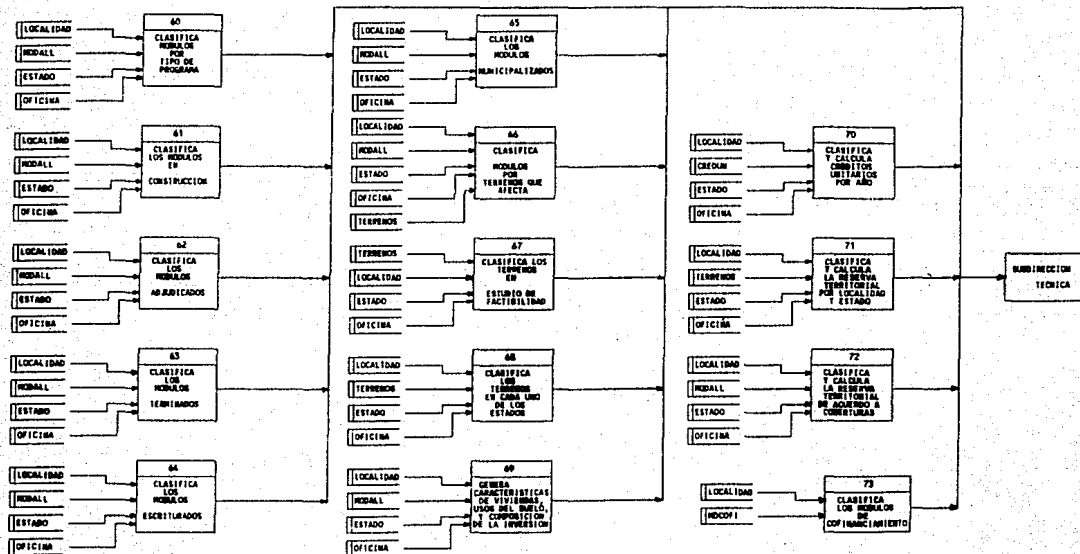 LOCALIDAD
MODALL
ESTADO
OFICINA
60
CLASIFICA
MODULOS
POR
TIPO DE
PROGRAMA
LOCALIDAD
MODALL
ESTADO
OFICINA
61
CLASIFICA
LOS MODULOS
EN
CONSTRUCCION
LOCALIDAD
MODALL
ESTADO
OFICINA
62
CLASIFICA
LOS
MODULOS
ADJUDICADOS
LOCALIDAD
MODALL
ESTADO
OFICINA
63
CLASIFICA
LOS
MODULOS
TERMINADOS
LOCALIDAD
MODALL
ESTADO
OFICINA
64
CLASIFICA
LOS
MODULOS
ESCRITURADOS
LOCALIDAD
MODALL
ESTADO
OFICINA
65
CLASIFICA
LOS
MODULOS
MUNICIPALIZADOS
LOCALIDAD
MODALL
ESTADO
OFICINA
TERRENOS
66
CLASIFICA
MODULOS
POR
TERRENOS QUE
AFECTA
TERRENOS
LOCALIDAD
ESTADO
OFICINA
67
CLASIFICA LOS
TERRENOS
EN
ESTUDIO DE
FACTIBILIDAD
LOCALIDAD
TERRENOS
ESTADO
OFICINA
68
CLASIFICA
LOS
TERRENOS
EN CADA UNO
DE LOS
ESTADOS
LOCALIDAD
MODALL
ESTADO
OFICINA
69
GENERA
CARACTERISTICAS
DE VIVIENDAS,
USOS DEL SUELO,
Y COMPOSICION
DE LA INVERSION
LOCALIDAD
CREDUN
ESTADO
OFICINA
70
CLASIFICA
Y CALCULA
CREDITOS
UNITARIOS
POR AÑO
LOCALIDAD
TERRENOS
ESTADO
OFICINA
71
CLASIFICA
Y CALCULA
LA RESERVA
TERRITORIAL
POR LOCALIDAD
Y ESTADO
LOCALIDAD
MODALL
ESTADO
OFICINA
72
CLASIFICA
Y CALCULA
LA RESERVA
TERRITORIAL
DE ACUERDO A
COBERTURAS
LOCALIDAD
MDCOFI
73
CLASIFICA
LOS MODULOS
DE
COFINANCIAMIENTO
SUBDIRECCION
TECNICA